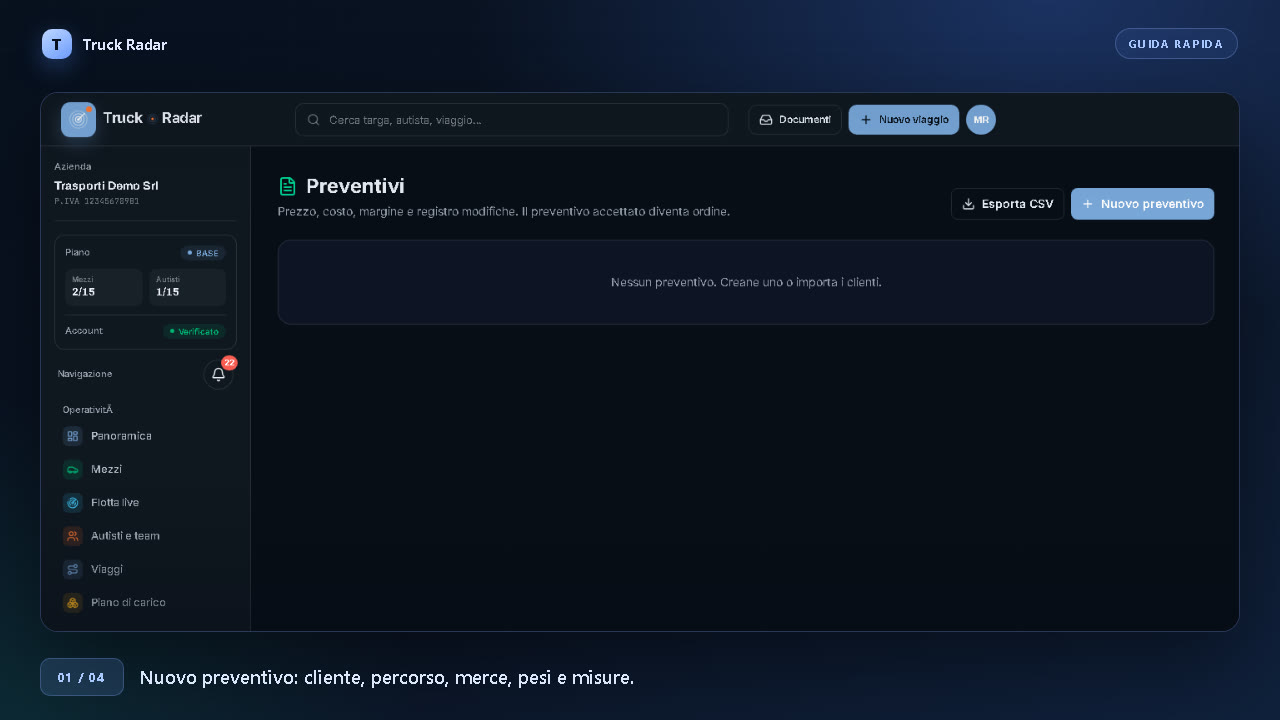 T Truck Radar
GUIDA RAPIDA
Truck Radar
Cerca targa, autista, viaggio...
Documenti
Nuovo viaggio
MR
Azienda
Trasporti Demo Srl
P.IVA 12345678901
Piano
BASE
Mezzi
2/15
Autisti
1/15
Account
Verificato
Navigazione
22
OperativitÃ
Panoramica
Mezzi
Flotta live
Autisti e team
Viaggi
Piano di carico
Preventivi
Prezzo, costo, margine e registro modifiche. Il preventivo accettato diventa ordine.
Esporta CSV
Nuovo preventivo
Nessun preventivo. Creane uno o importa i clienti.
01 / 04
Nuovo preventivo: cliente, percorso, merce, pesi e misure.